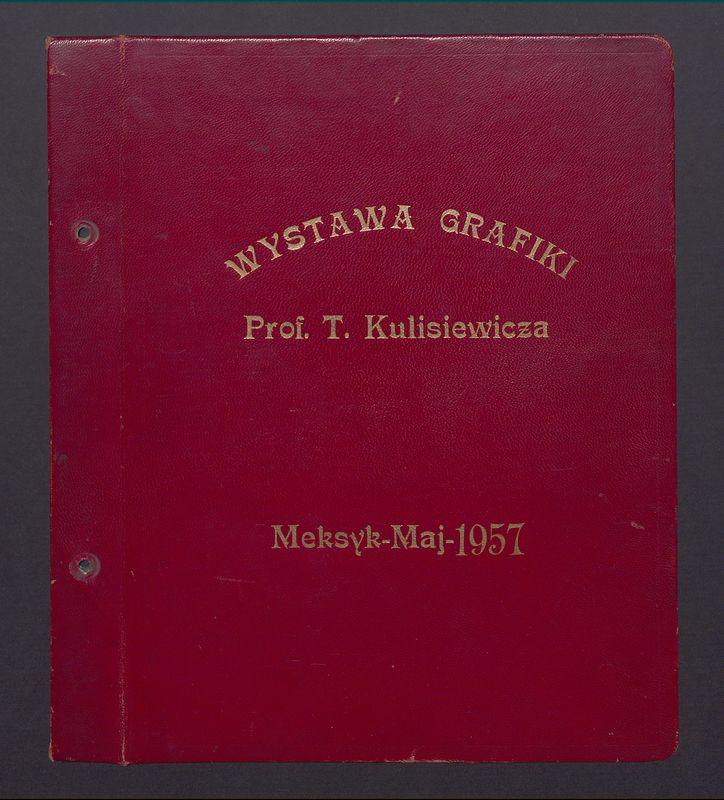 WYSTAWA GRAFIKI
Prof. T. Kulisiewicza
Meksyk-Maj-1957